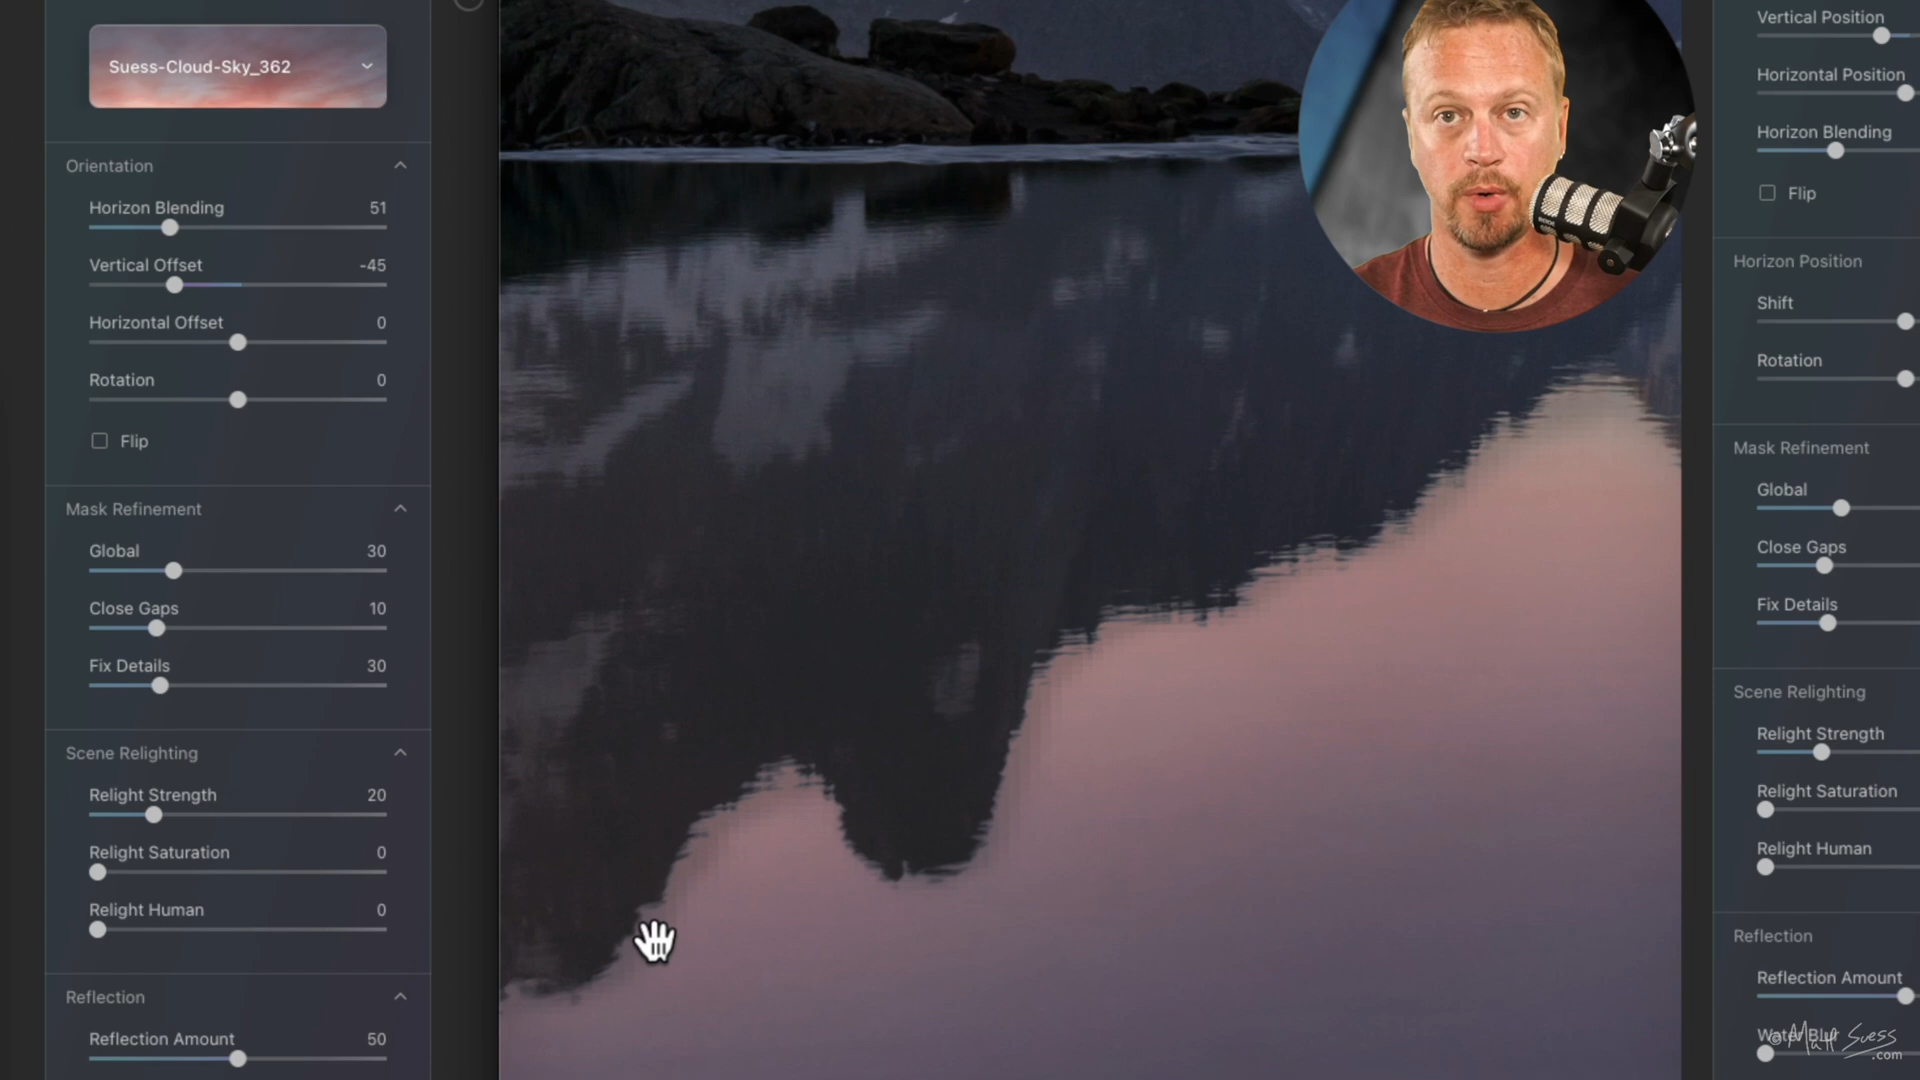 Suess-Cloud-Sky_362
Orientation
Horizon Blending 51
Vertical Offset -45
Horizontal Offset 0
Rotation 0
Flip
Mask Refinement
Global 30
Close Gaps 10
Fix Details 30
Scene Relighting
Relight Strength 20
Relight Saturation 0
Relight Human 0
Reflection
Reflection Amount 50
Vertical Position
Horizontal Position
Horizon Blending
Flip
Horizon Position
Shift
Rotation
Mask Refinement
Global
Close Gaps
Fix Details
Scene Relighting
Relight Strength
Relight Saturation
Relight Human
Reflection
Reflection Amount
Water Blur
© Matt Suess
.com